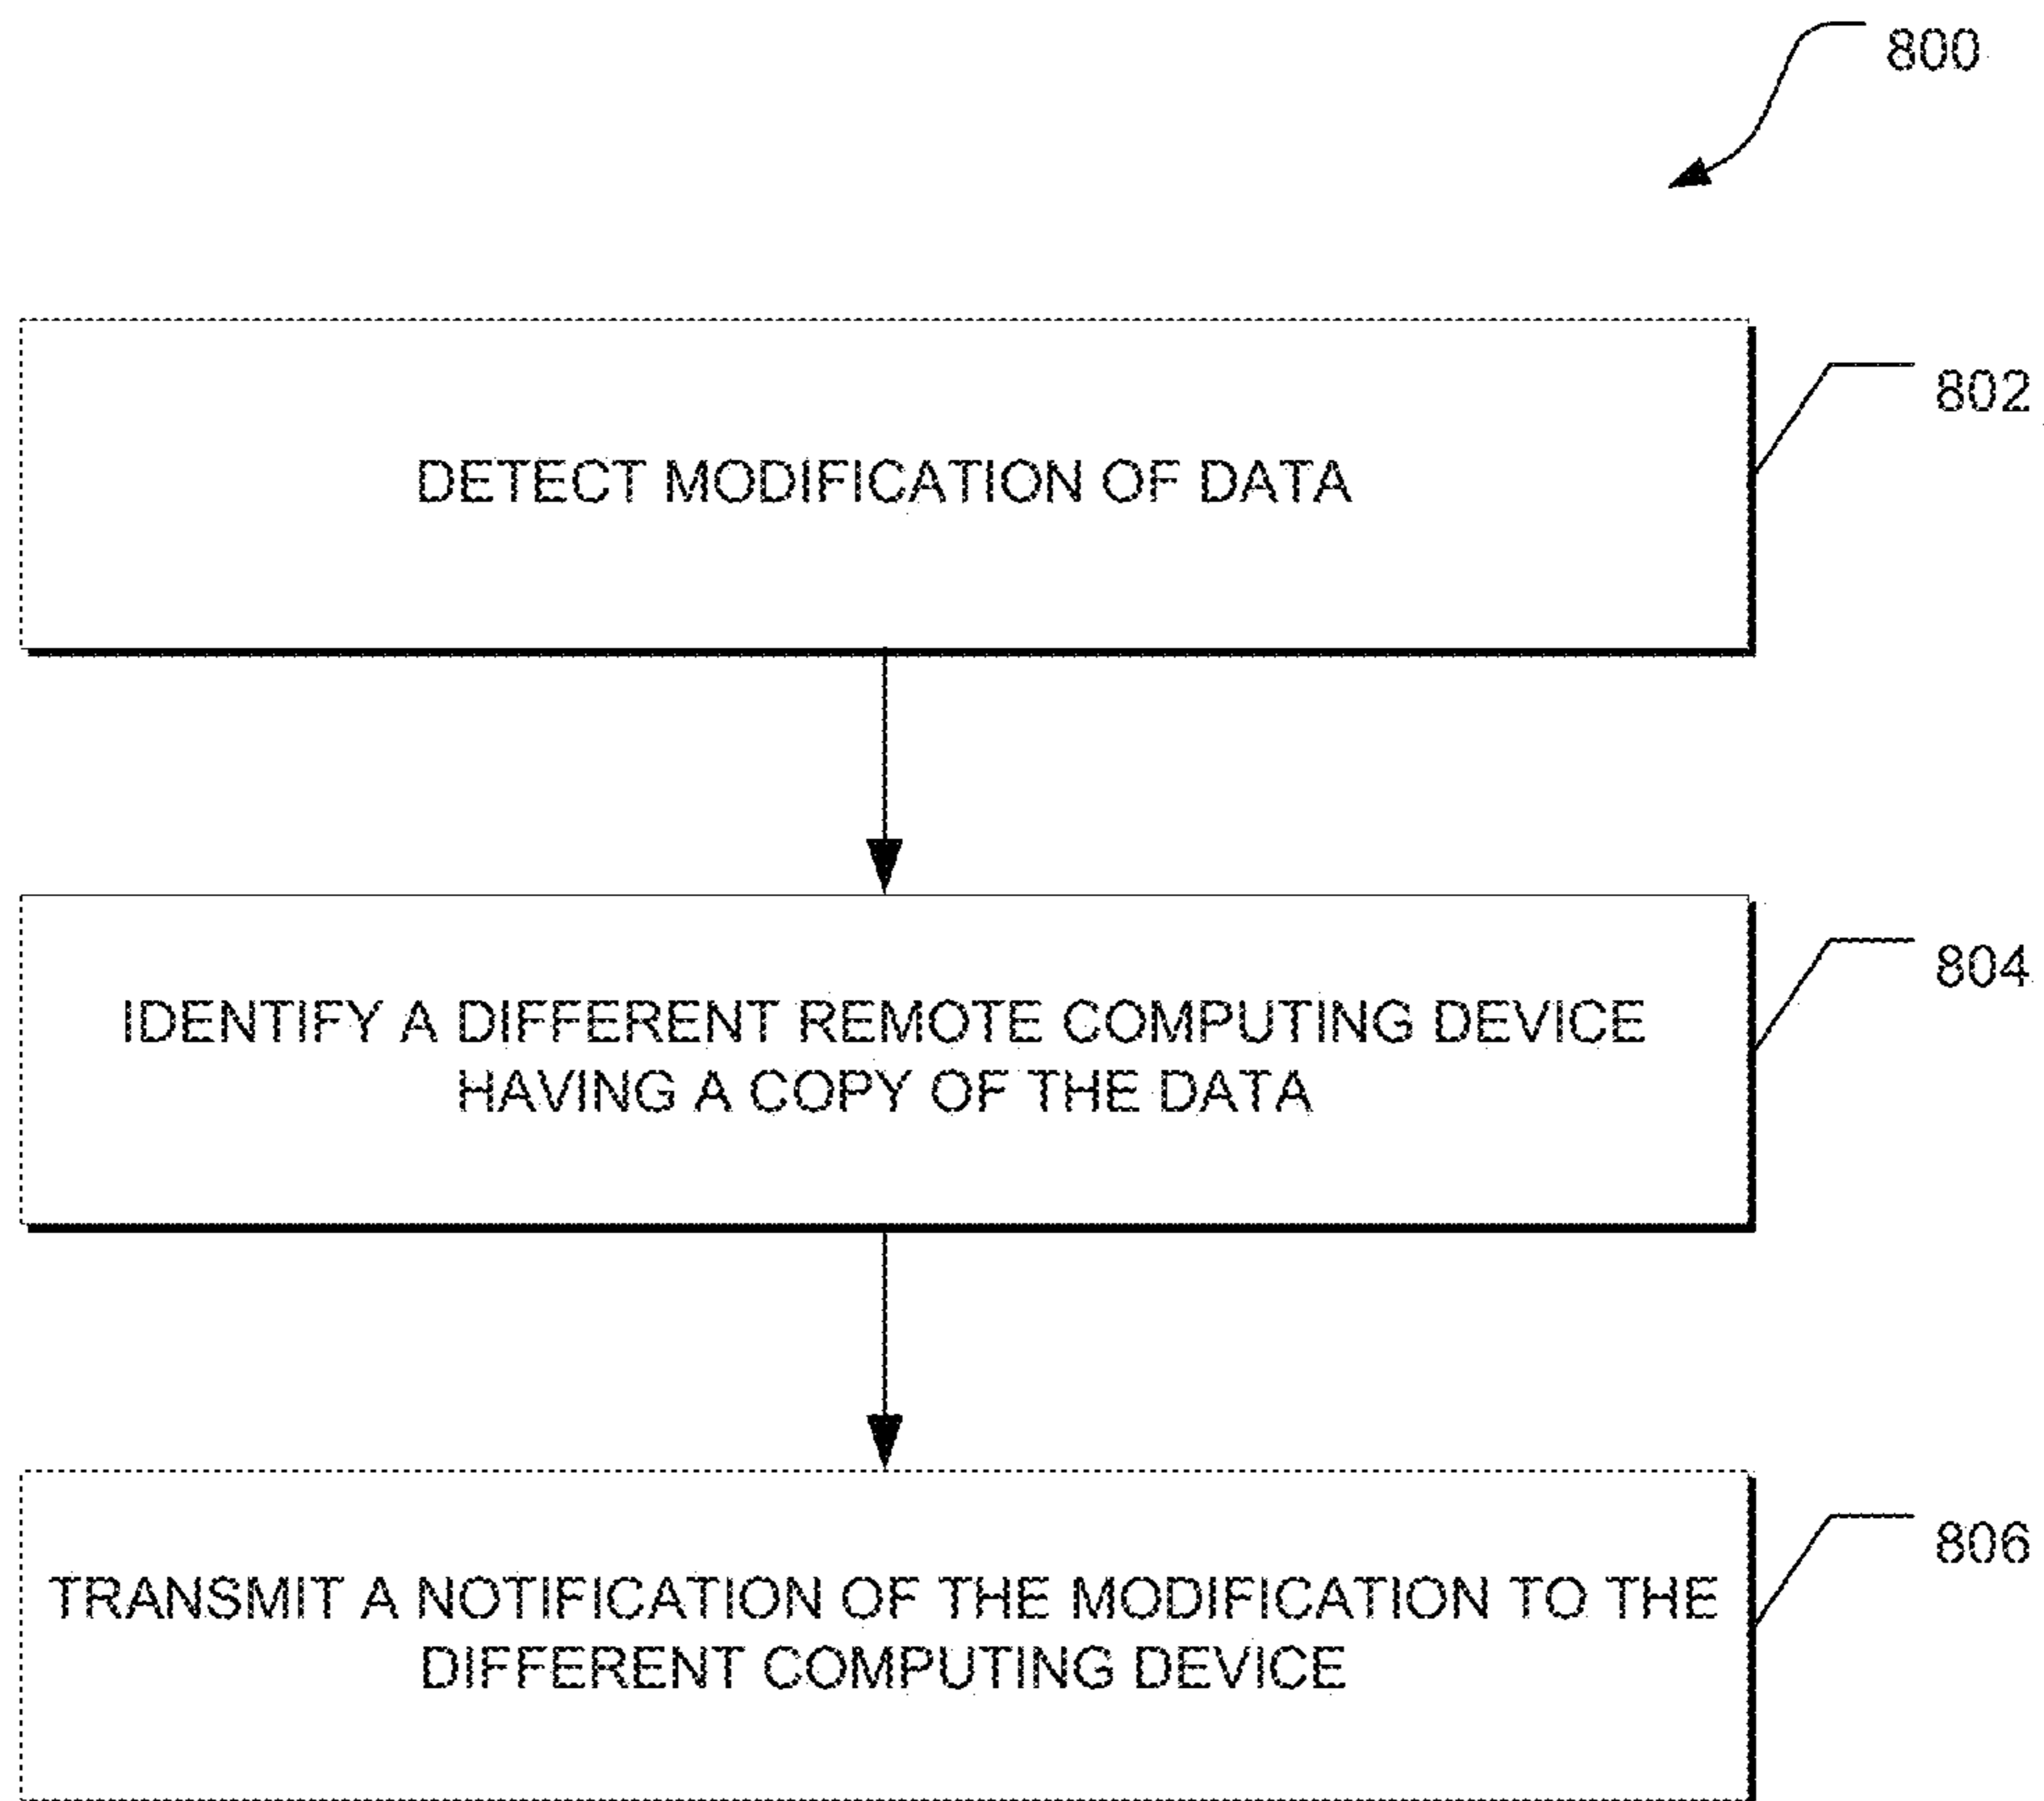 800
802
DETECT MODIFICATION OF DATA
804
IDENTIFY A DIFFERENT REMOTE COMPUTING DEVICE
HAVING A COPY OF THE DATA
806
TRANSMIT A NOTIFICATION OF THE MODIFICATION TO THE
DIFFERENT COMPUTING DEVICE